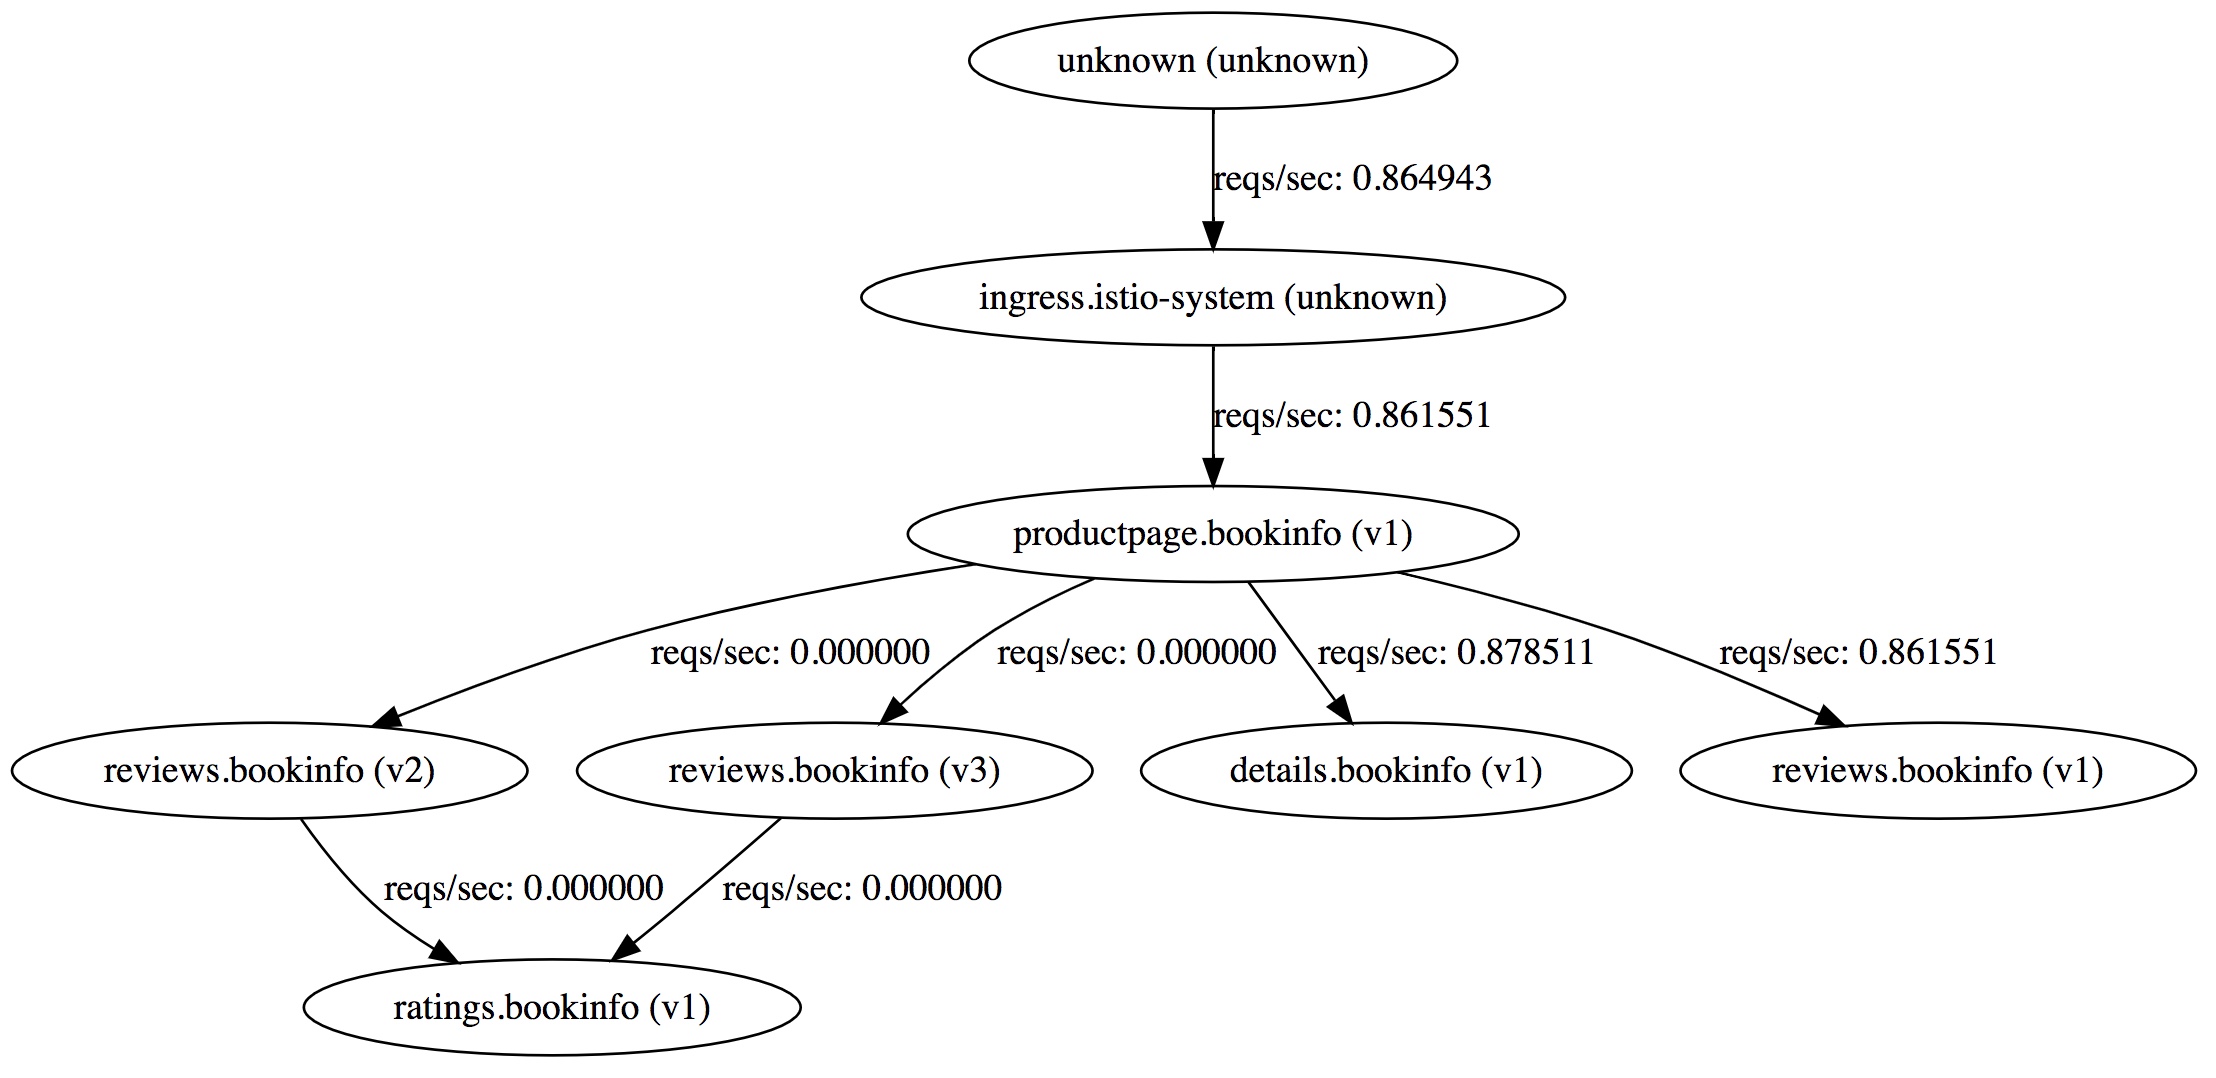 unknown (unknown)
reqs/sec: 0.864943
ingress.istio-system (unknown)
reqs/sec: 0.861551
productpage.bookinfo (v1)
reqs/sec: 0.000000
reqs/sec: 0.000000
reqs/sec: 0.878511
reqs/sec: 0.861551
reviews.bookinfo (v2)
reviews.bookinfo (v3)
details.bookinfo (v1)
reviews.bookinfo (v1)
reqs/sec: 0.000000
reqs/sec: 0.000000
ratings.bookinfo (v1)